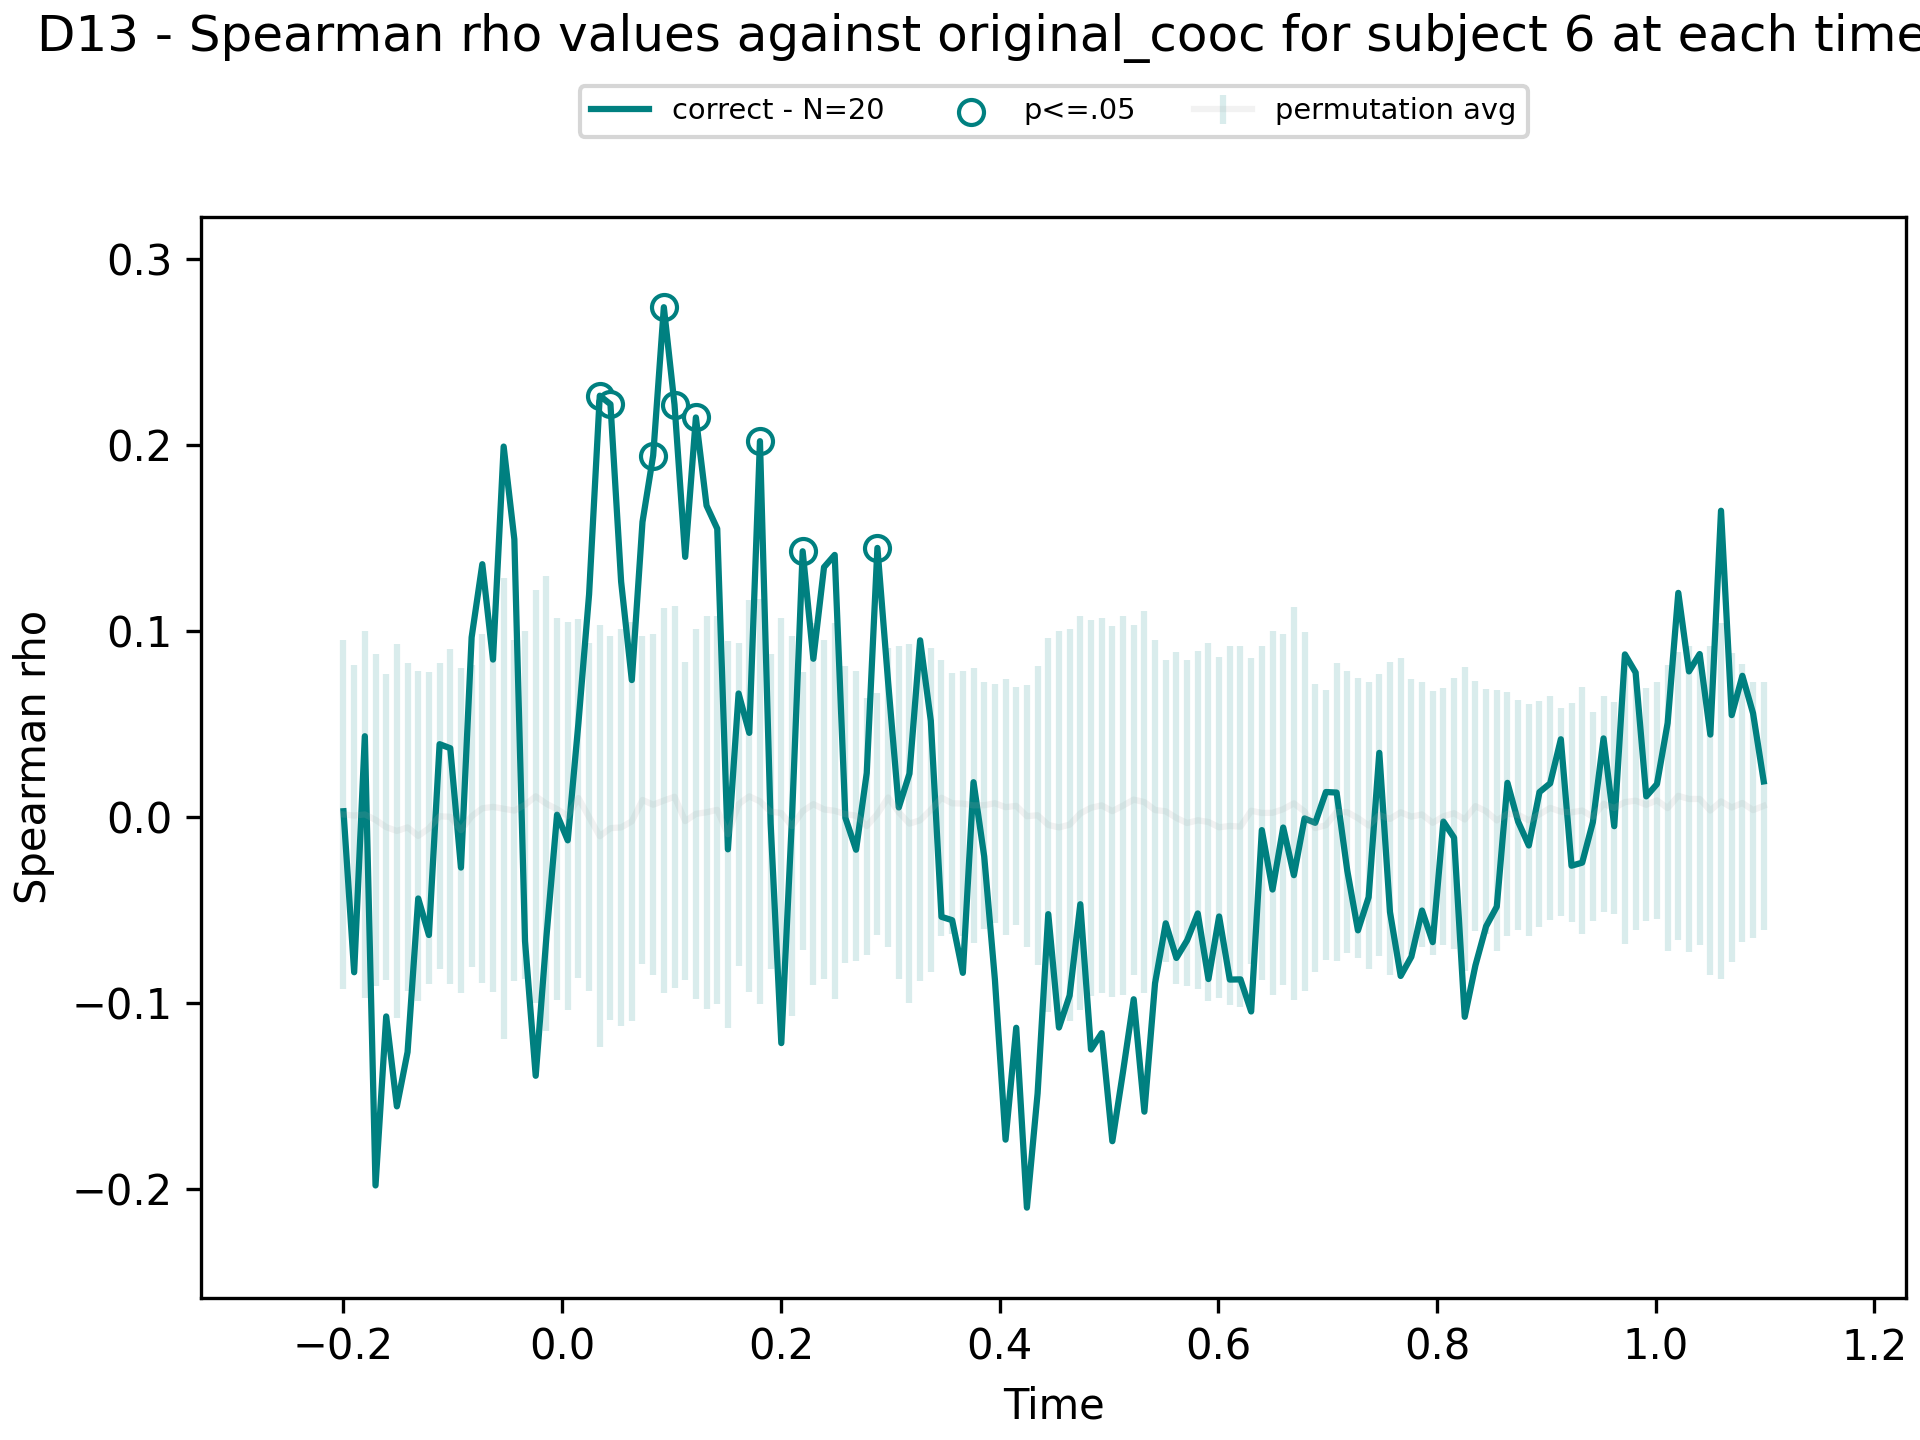 D13 - Spearman rho values against original_cooc for subject 6 at each time
correct - N=20 p<=.05 permutation avg
0.3
0.2
0.1
0.0
−0.1
−0.2
Spearman rho
−0.2 0.0 0.2 0.4 0.6 0.8 1.0 1.2
Time